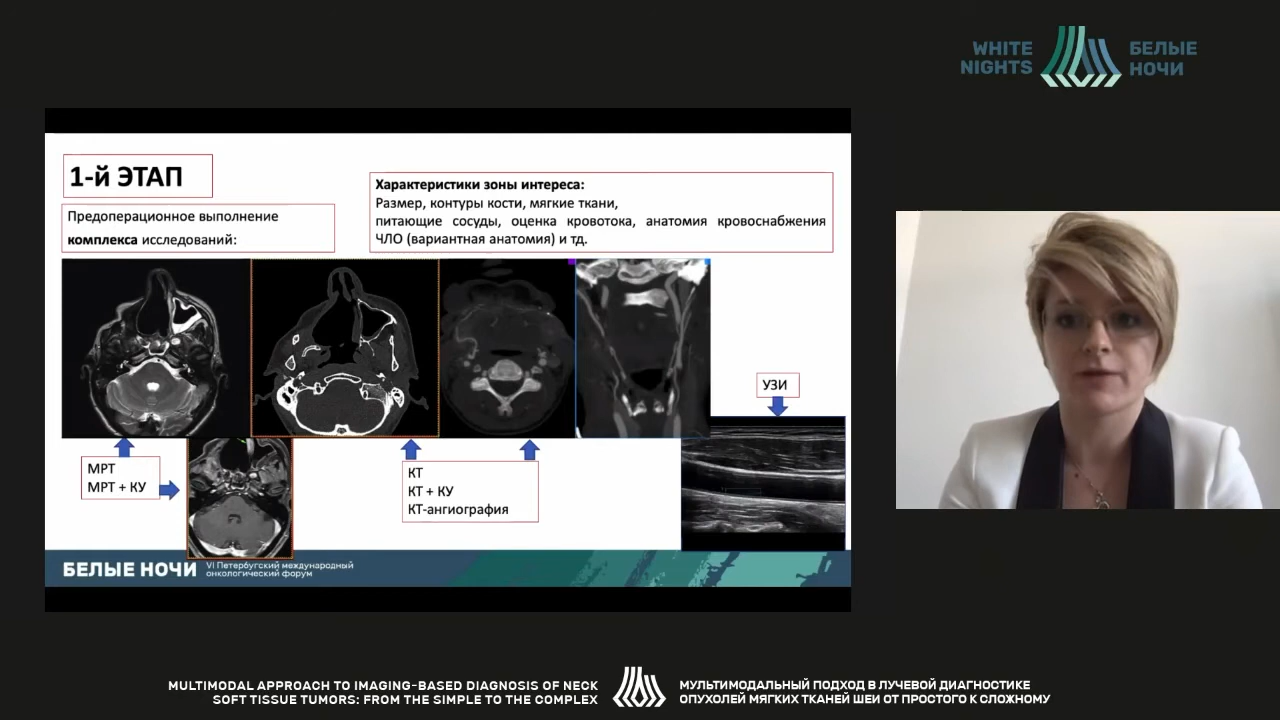 WHITE
NIGHTS
БЕЛЫЕ
НОЧИ
1-й ЭТАП
Предоперационное выполнение
комплекса исследований:
Характеристики зоны интереса:
Размер, контуры кости, мягкие ткани,
питающие сосуды, оценка кровотока, анатомия кровоснабжения
ЧЛО (вариантная анатомия) и тд.
УЗИ
МРТ
МРТ + КУ
КТ
КТ + КУ
КТ-ангиография
БЕЛЫЕ НОЧИ
VI Петербугский международный
онкологический форум
MULTIMODAL APPROACH TO IMAGING-BASED DIAGNOSIS OF NECK
SOFT TISSUE TUMORS: FROM THE SIMPLE TO THE COMPLEX
МУЛЬТИМОДАЛЬНЫЙ ПОДХОД В ЛУЧЕВОЙ ДИАГНОСТИКЕ
ОПУХОЛЕЙ МЯГКИХ ТКАНЕЙ ШЕИ ОТ ПРОСТОГО К СЛОЖНОМУ